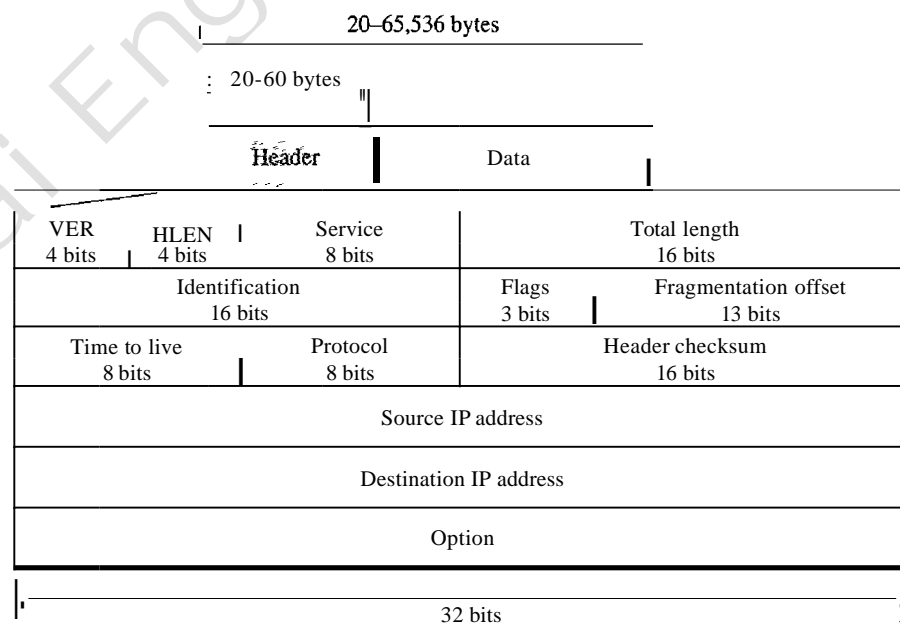 20–65,536 bytes
20-60 bytes
Header Data
VER HLEN Service Total length
4 bits 4 bits 8 bits 16 bits
Identification Flags Fragmentation offset
16 bits 3 bits 13 bits
Time to live Protocol Header checksum
8 bits 8 bits 16 bits
Source IP address
Destination IP address
Option
32 bits